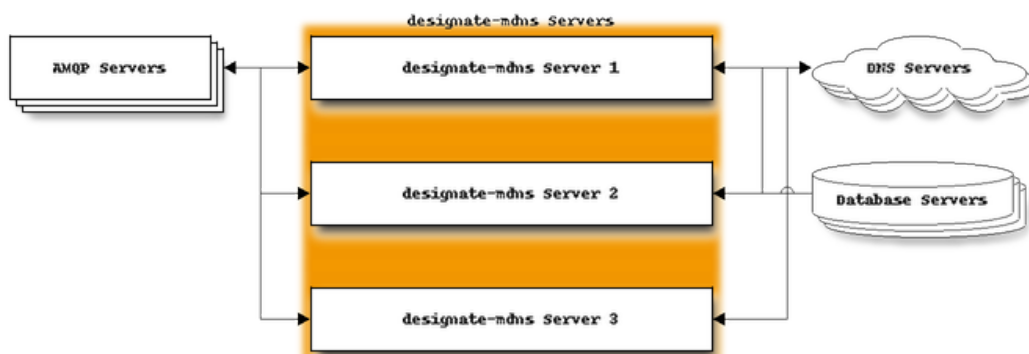 designate-mdns Servers
AMQP Servers
designate-mdns Server 1
DNS Servers
designate-mdns Server 2
Database Servers
designate-mdns Server 3